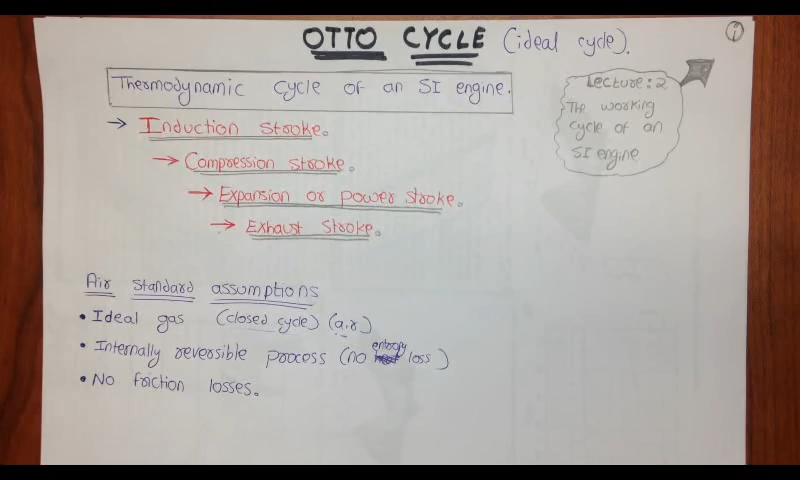 OTTO CYCLE (ideal cycle).
i
Thermodynamic cycle of an SI engine.
Lecture: 2
The working
cycle of an
SI engine
→ Induction stroke.
→ Compression stroke.
→ Expansion or power stroke.
→ Exhaust stroke.
Air standard assumptions
• Ideal gas (closed cycle) (air)
• Internally reversible process (no entropy loss)
• No friction losses.